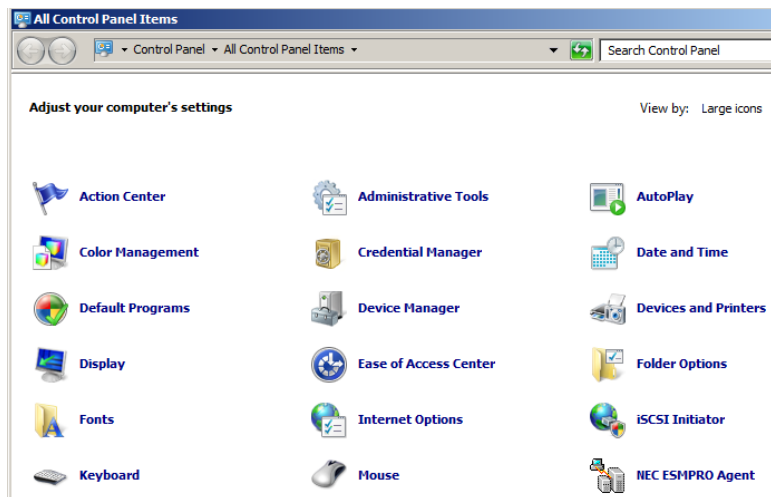 All Control Panel Items
Control Panel All Control Panel Items Search Control Panel
Adjust your computer's settings View by: Large icons
Action Center Administrative Tools AutoPlay
Color Management Credential Manager Date and Time
Default Programs Device Manager Devices and Printers
Display Ease of Access Center Folder Options
Fonts Internet Options iSCSI Initiator
Keyboard Mouse NEC ESMPRO Agent